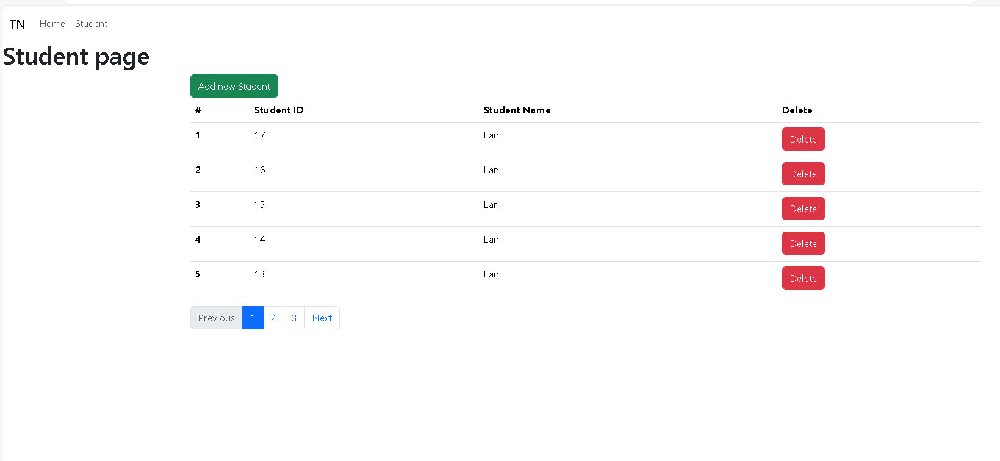 TN Home Student
Student page
Add new Student
# Student ID Student Name Delete
1 17 Lan Delete
2 16 Lan Delete
3 15 Lan Delete
4 14 Lan Delete
5 13 Lan Delete
Previous 1 2 3 Next